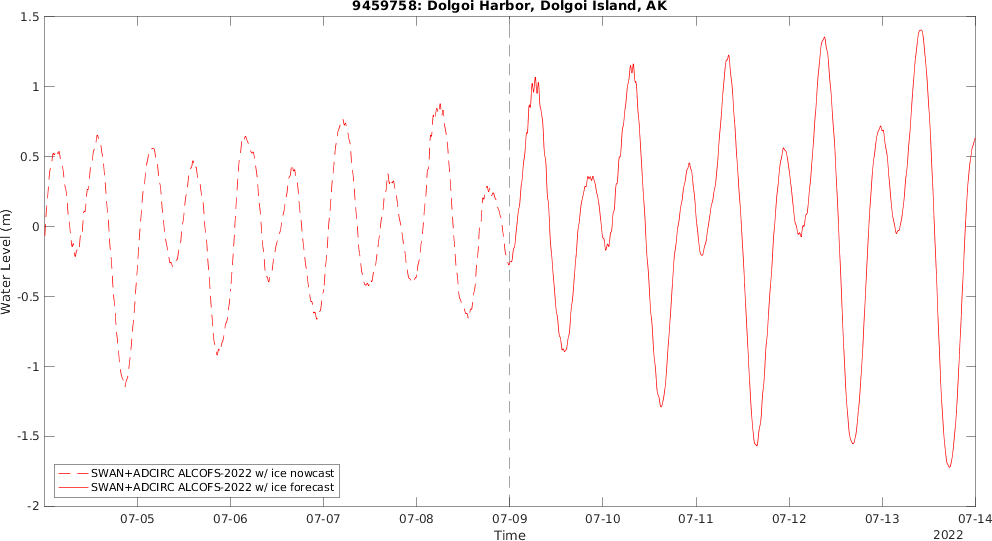 9459758: Dolgoi Harbor, Dolgoi Island, AK
1.5
1
0.5
0
-0.5
-1
-1.5
-2
Water Level (m)
SWAN+ADCIRC ALCOFS-2022 w/ ice nowcast
SWAN+ADCIRC ALCOFS-2022 w/ ice forecast
07-05 07-06 07-07 07-08 07-09 07-10 07-11 07-12 07-13 07-14
Time
2022